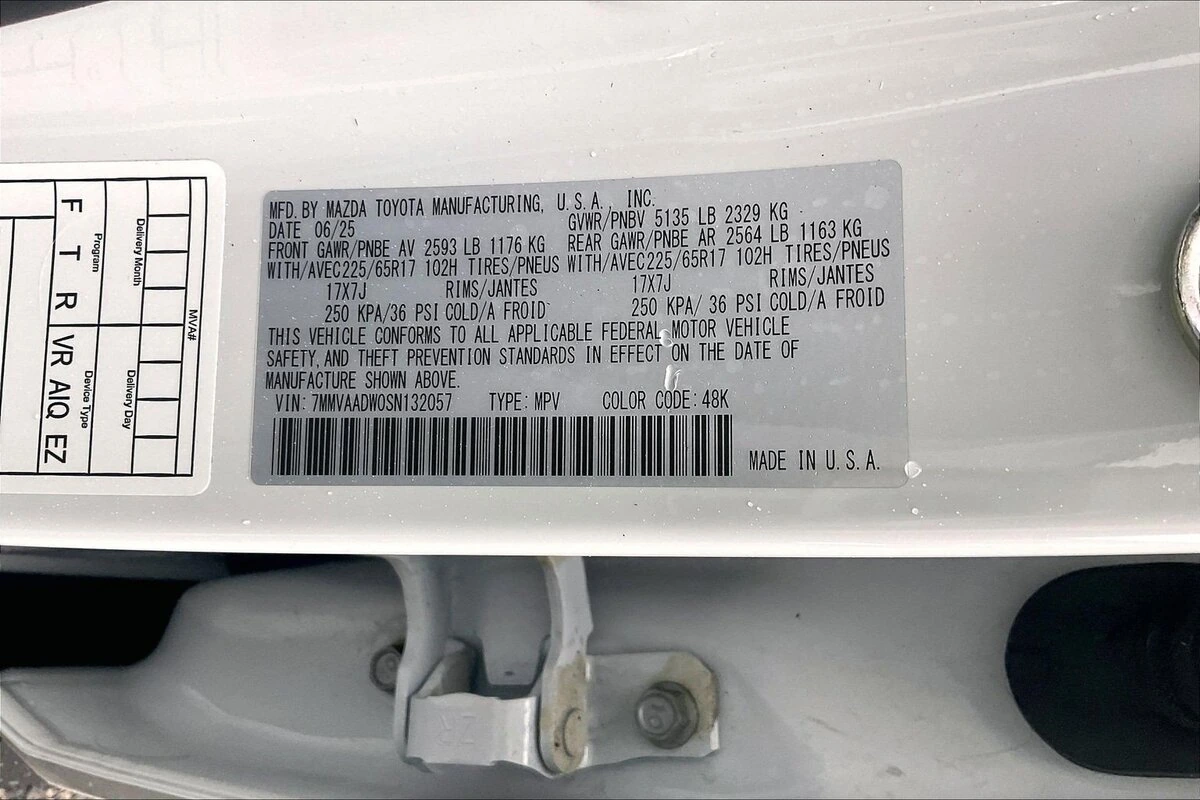 MFD. BY MAZDA TOYOTA MANUFACTURING, U.S.A., INC.
DATE 06/25 GVWR/PNBV 5135 LB 2329 KG
FRONT GAWR/PNBE AV 2593 LB 1176 KG REAR GAWR/PNBE AR 2564 LB 1163 KG
WITH/AVEC225/65R17 102H TIRES/PNEUS WITH/AVEC225/65R17 102H TIRES/PNEUS
17X7J RIMS/JANTES 17X7J RIMS/JANTES
250 KPA/36 PSI COLD/A FROID 250 KPA/ 36 PSI COLD/A FROID
THIS VEHICLE CONFORMS TO ALL APPLICABLE FEDERAL MOTOR VEHICLE
SAFETY, AND THEFT PREVENTION STANDARDS IN EFFECT ON THE DATE OF
MANUFACTURE SHOWN ABOVE.
VIN: 7MMVAADW0SN132057 TYPE: MPV COLOR CODE: 48K
MADE IN U.S.A.
MVA#
Delivery Month Delivery Day
Program Device Type
F T R VR AIQ EZ